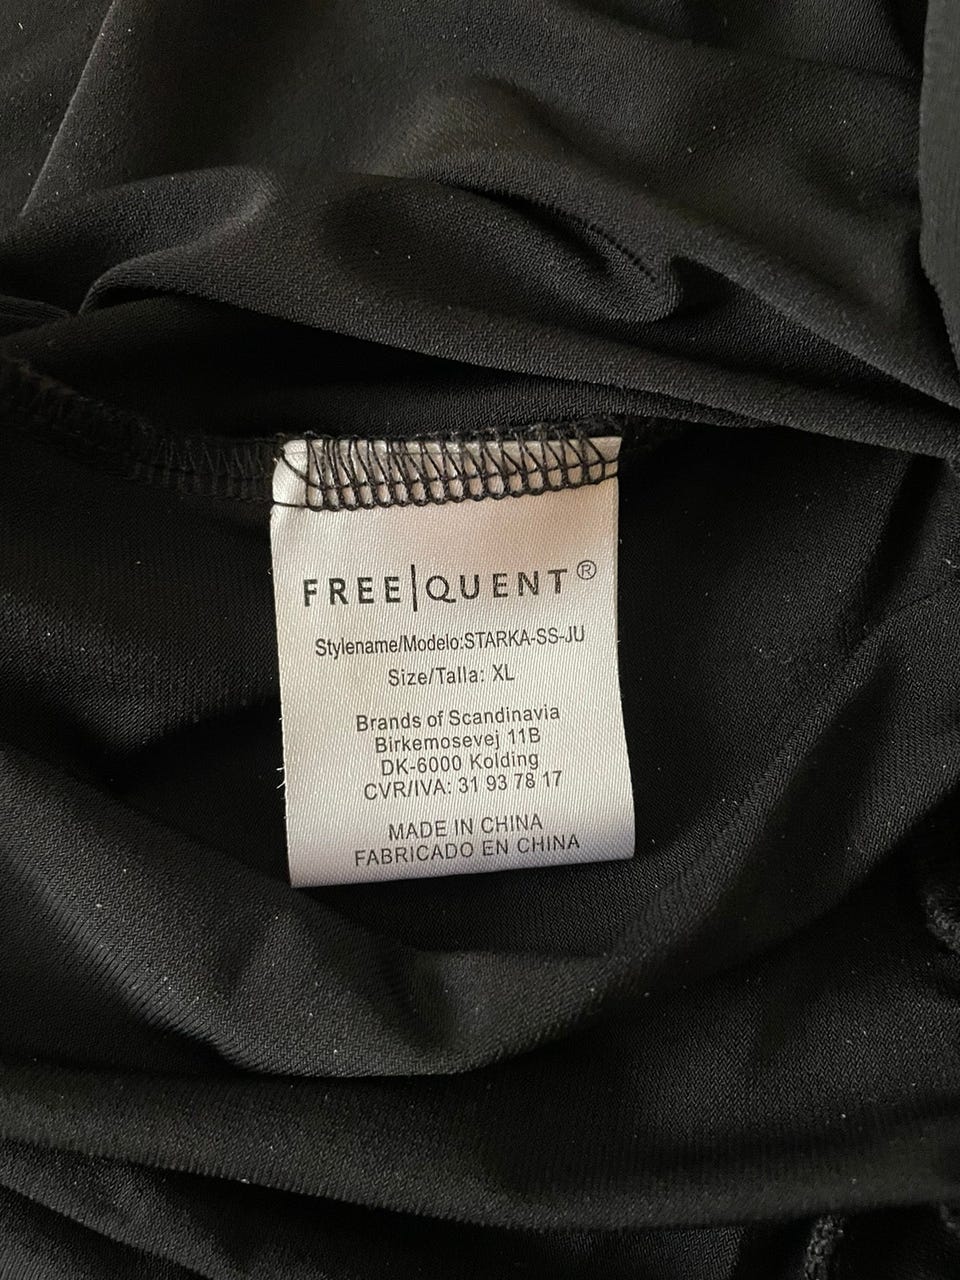 FREE|QUENT®
Stylename/Modelo:STARKA-SS-JU
Size/Talla: XL
Brands of Scandinavia
Birkemosevej 11B
DK-6000 Kolding
CVR/IVA: 31 93 78 17
MADE IN CHINA
FABRICADO EN CHINA